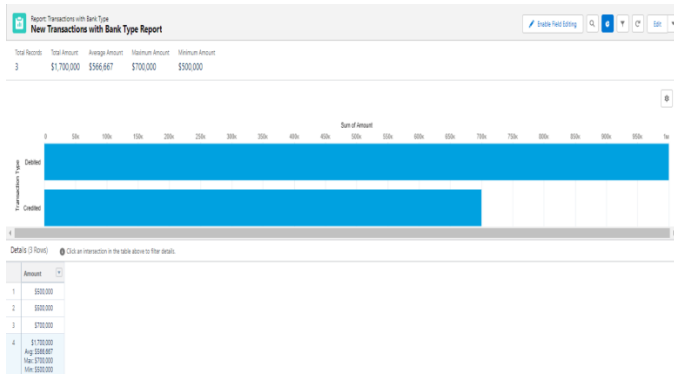 Report: Transactions with Bank Type
New Transactions with Bank Type Report
Enable Field Editing
Edit
Total Records Total Amount Average Amount Maximum Amount Minimum Amount
3 $1,700,000 $566,667 $700,000 $500,000
Sum of Amount
0 50k 100k 150k 200k 250k 300k 350k 400k 450k 500k 550k 600k 650k 700k 750k 800k 850k 900k 950k 1m
Transaction Type
Debited
Credited
Details (3 Rows) Click an intersection in the table above to filter details.
Amount
1 $500,000
2 $500,000
3 $700,000
4 $1,700,000
Avg: $566,667
Max: $700,000
Min: $500,000